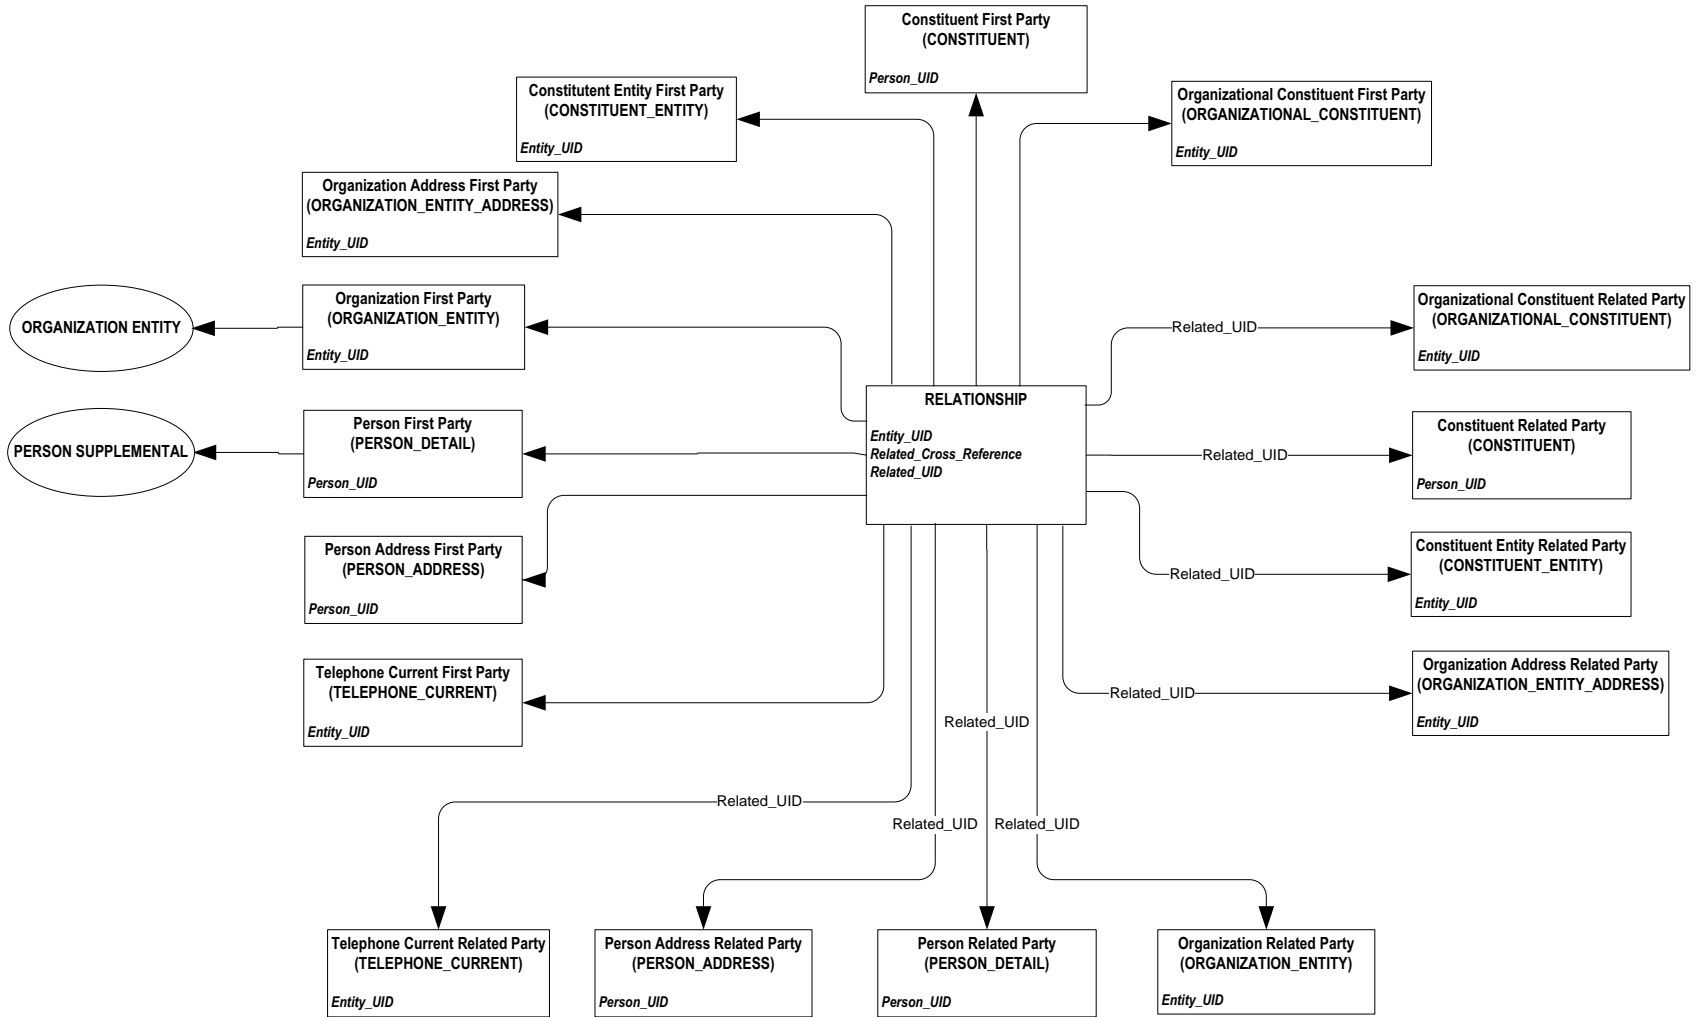 Constituent First Party
(CONSTITUENT)
Person_UID
Constitutent Entity First Party
(CONSTITUENT_ENTITY)
Entity_UID
Organizational Constituent First Party
(ORGANIZATIONAL_CONSTITUENT)
Entity_UID
Organization Address First Party
(ORGANIZATION_ENTITY_ADDRESS)
Entity_UID
ORGANIZATION ENTITY
Organization First Party
(ORGANIZATION_ENTITY)
Entity_UID
Organizational Constituent Related Party
(ORGANIZATIONAL_CONSTITUENT)
Entity_UID
Related_UID
RELATIONSHIP
Entity_UID
Related_Cross_Reference
Related_UID
PERSON SUPPLEMENTAL
Person First Party
(PERSON_DETAIL)
Person_UID
Related_UID
Constituent Related Party
(CONSTITUENT)
Person_UID
Person Address First Party
(PERSON_ADDRESS)
Person_UID
Related_UID
Constituent Entity Related Party
(CONSTITUENT_ENTITY)
Entity_UID
Telephone Current First Party
(TELEPHONE_CURRENT)
Entity_UID
Related_UID
Organization Address Related Party
(ORGANIZATION_ENTITY_ADDRESS)
Entity_UID
Related_UID
Related_UID
Related_UID
Related_UID
Telephone Current Related Party
(TELEPHONE_CURRENT)
Entity_UID
Person Address Related Party
(PERSON_ADDRESS)
Person_UID
Person Related Party
(PERSON_DETAIL)
Person_UID
Organization Related Party
(ORGANIZATION_ENTITY)
Entity_UID